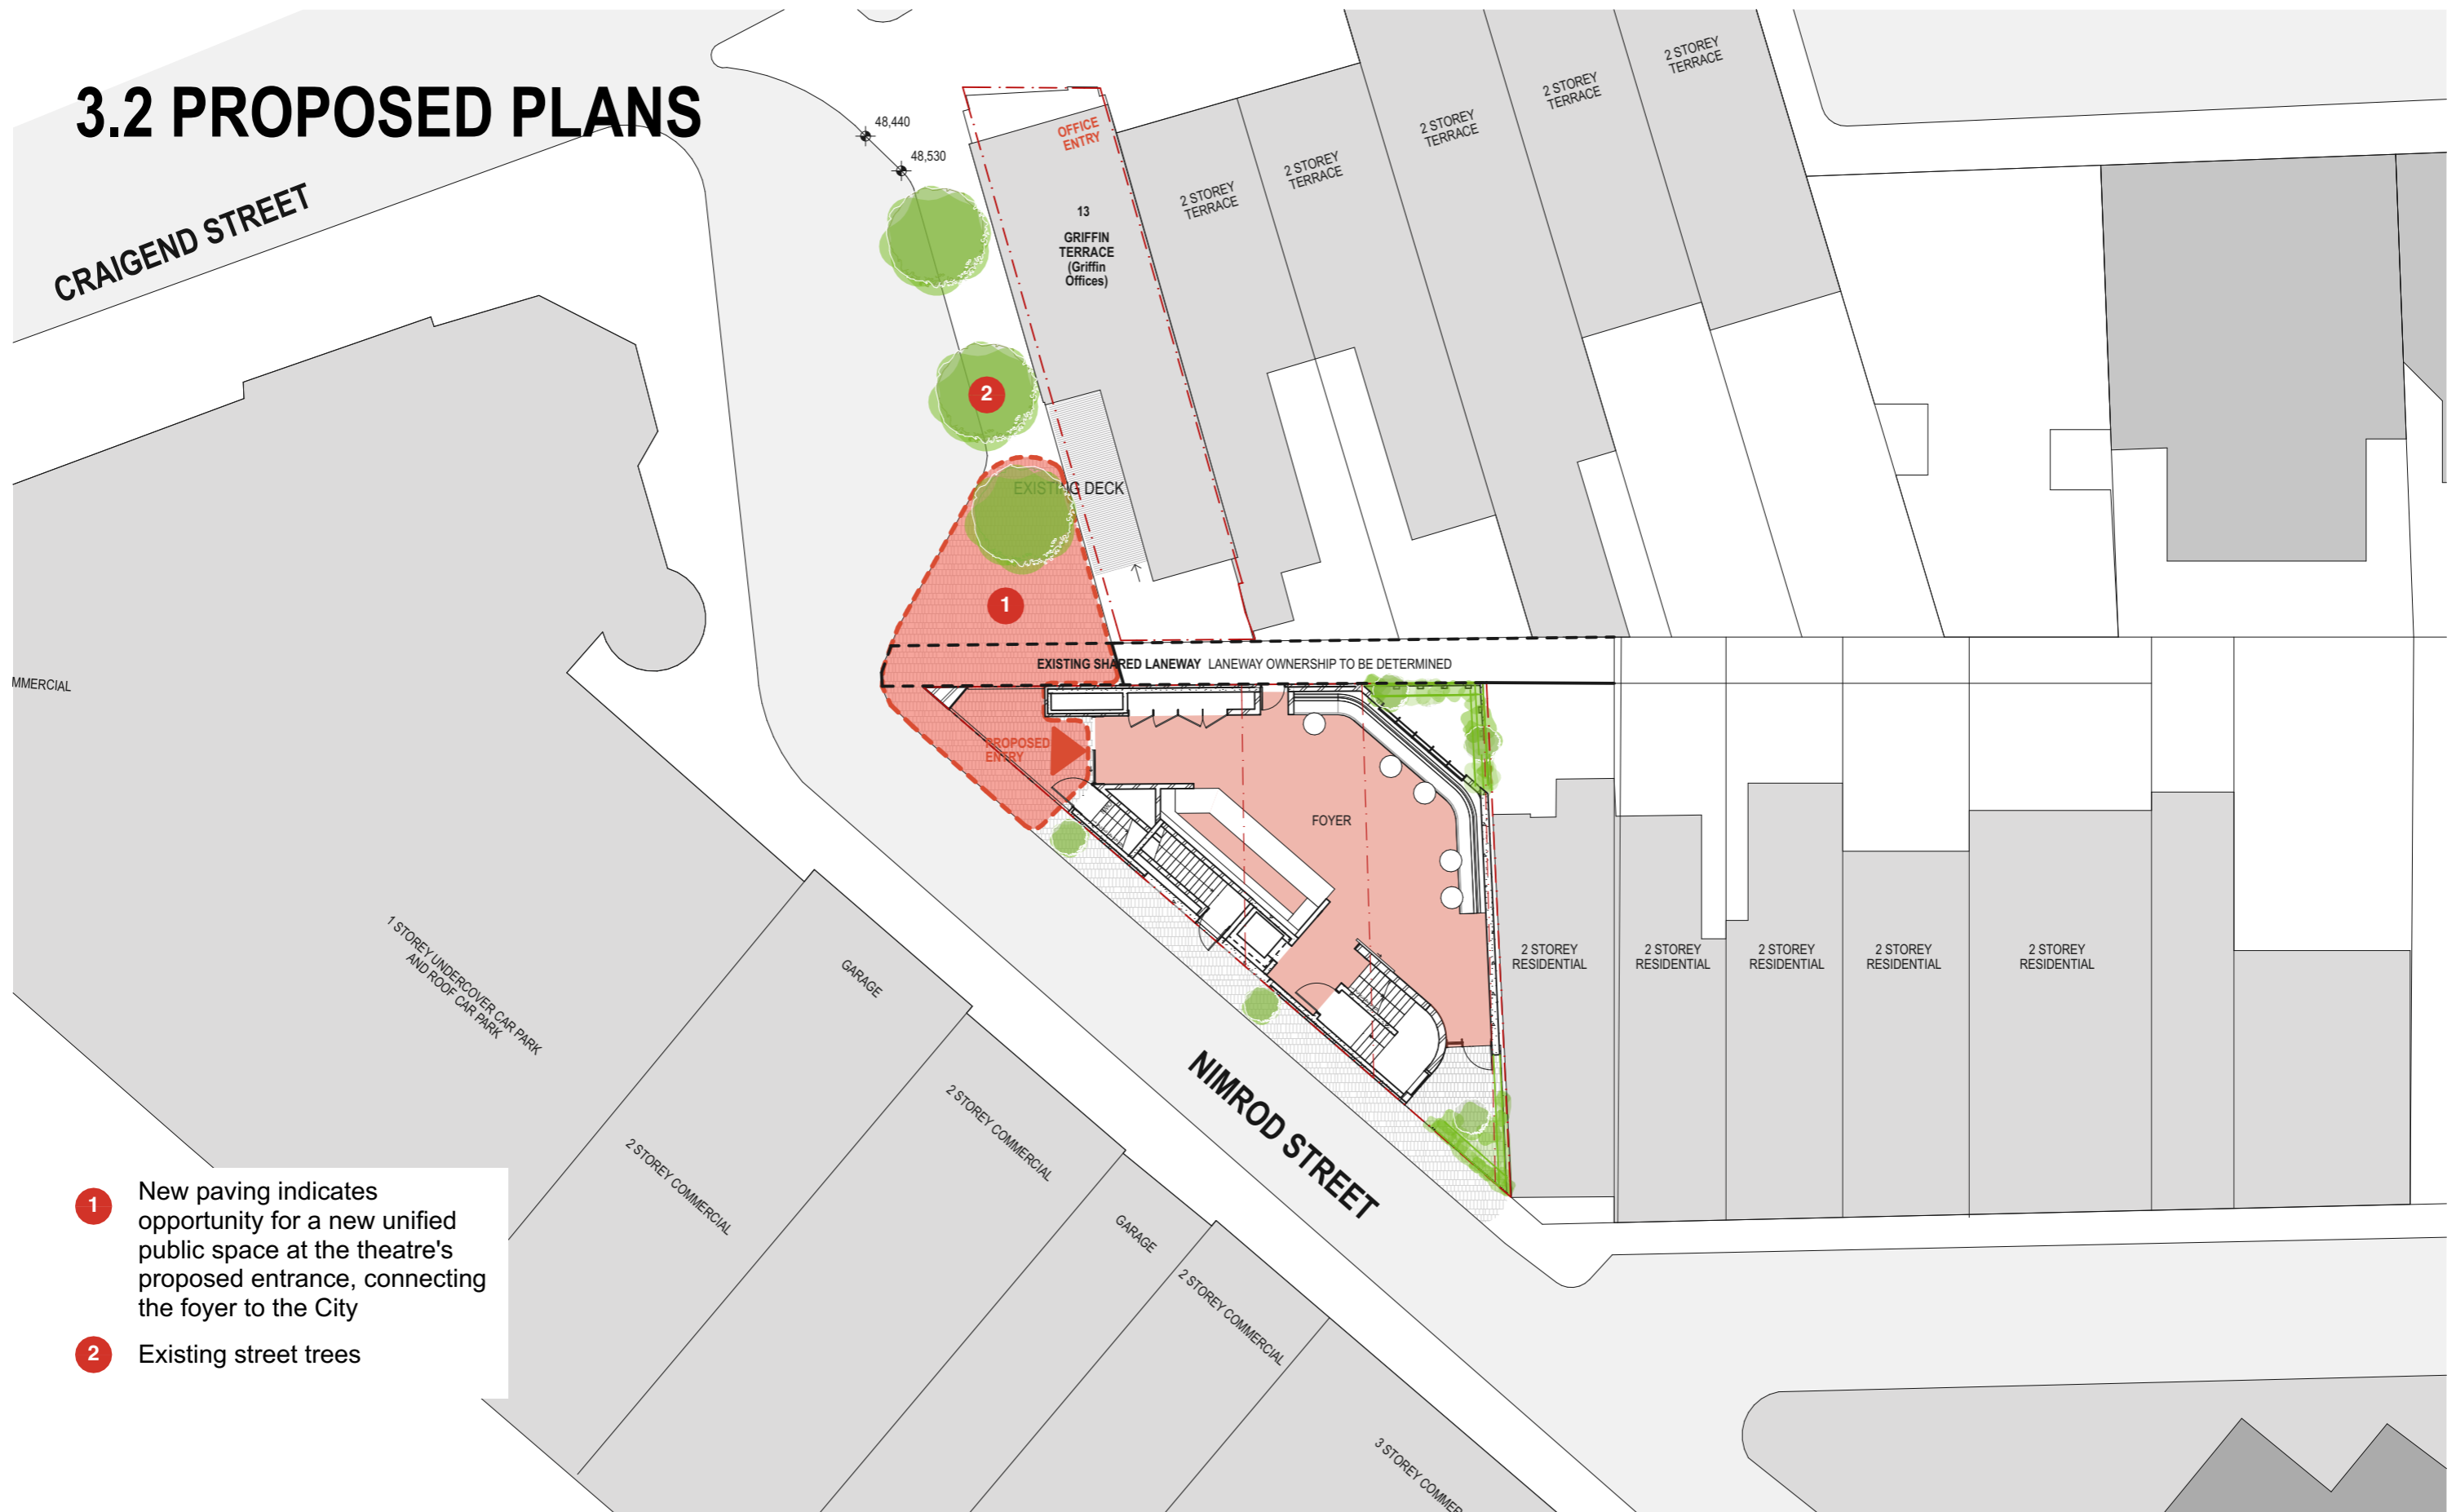 3.2 PROPOSED PLANS
CRAIGEND STREET
48,440
48,530
OFFICE
ENTRY
13
GRIFFIN
TERRACE
(Griffin
Offices)
2 STOREY
TERRACE
2 STOREY
TERRACE
2 STOREY
TERRACE
2 STOREY
TERRACE
2 STOREY
TERRACE
2
EXISTING DECK
1
EXISTING SHARED LANEWAY LANEWAY OWNERSHIP TO BE DETERMINED
MMERCIAL
PROPOSED
ENTRY
FOYER
2 STOREY
RESIDENTIAL
2 STOREY
RESIDENTIAL
2 STOREY
RESIDENTIAL
2 STOREY
RESIDENTIAL
2 STOREY
RESIDENTIAL
1 STOREY UNDERCOVER CAR PARK
AND ROOF CAR PARK
GARAGE
2 STOREY COMMERCIAL
2 STOREY COMMERCIAL
GARAGE
2 STOREY COMMERCIAL
3 STOREY COMMER
NIMROD STREET
1 New paving indicates
opportunity for a new unified
public space at the theatre's
proposed entrance, connecting
the foyer to the City
2 Existing street trees